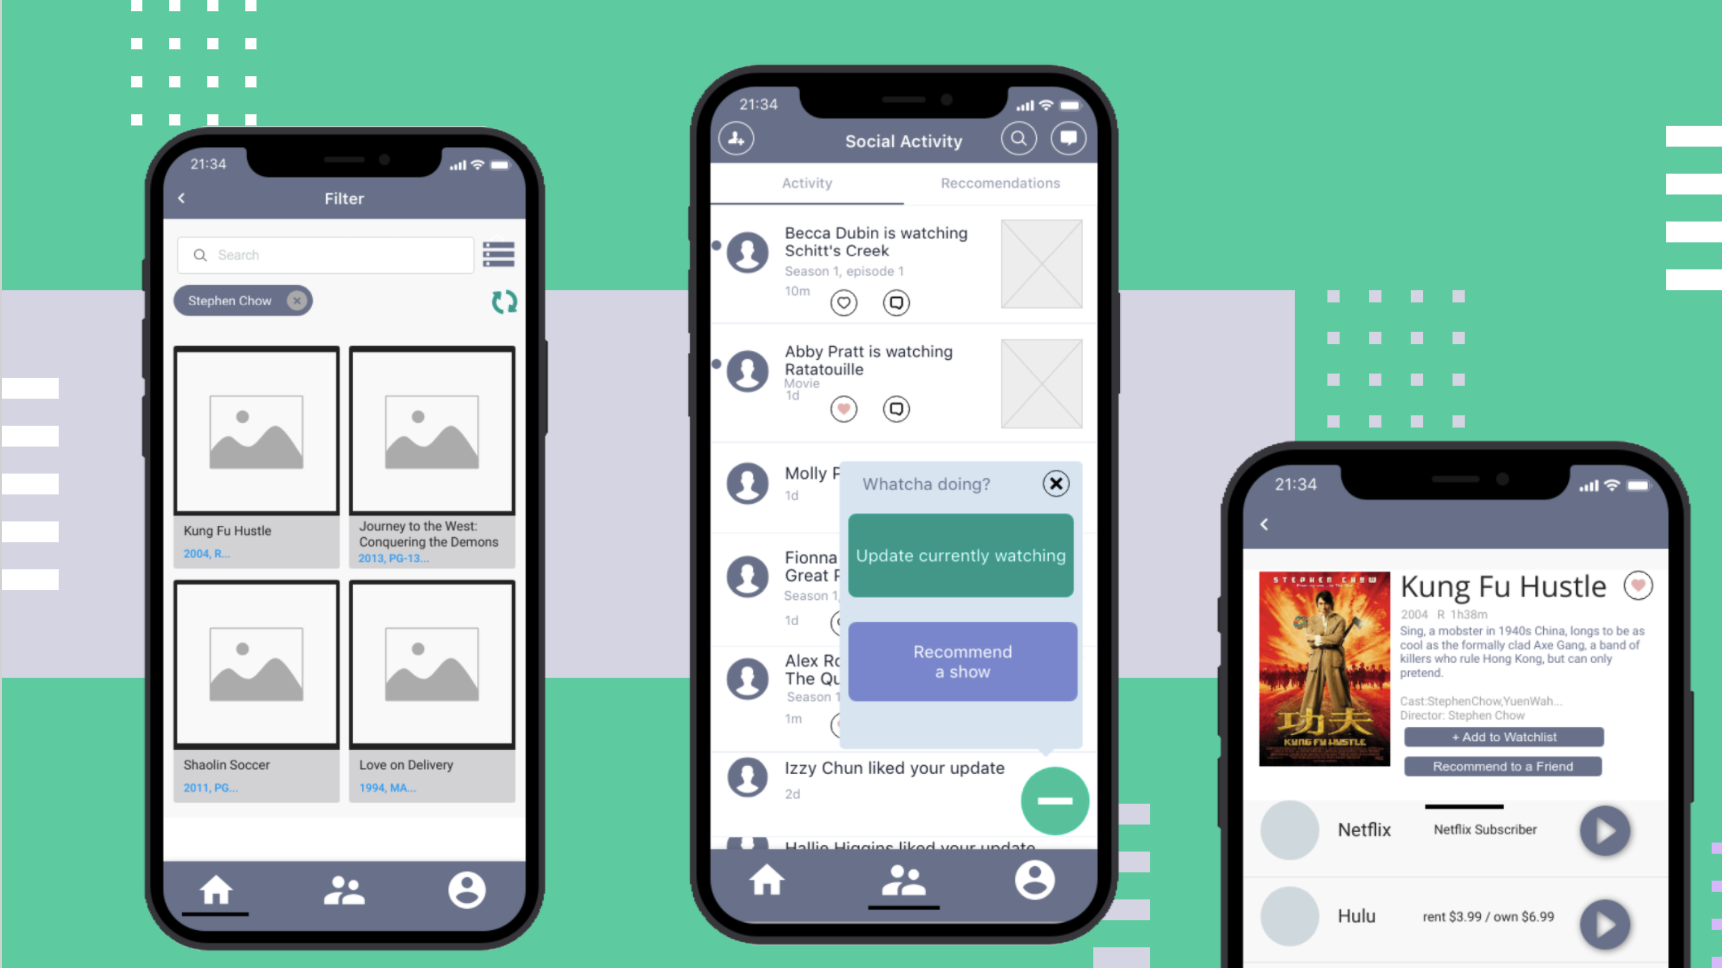 21:34
Filter
Search
Stephen Chow
Kung Fu Hustle
2004, R...
Journey to the West:
Conquering the Demons
2013, PG-13...
Shaolin Soccer
2011, PG...
Love on Delivery
1994, MA...
21:34
Social Activity
Activity
Reccomendations
Becca Dubin is watching
Schitt's Creek
Season 1, episode 1
10m
Abby Pratt is watching
Ratatouille
Movie
1d
Molly
1d
Fionna
Great
Season 1,
1d
Alex
The
Season 1
1m
Whatcha doing?
Update currently watching
Recommend
a show
Izzy Chun liked your update
2d
Hallie Higgins liked your update
21:34
STEPHEN CHOW
功夫
KUNG FU HUSTLE
Kung Fu Hustle
2004 R 1h38m
Sing, a mobster in 1940s China, longs to be as
cool as the formally clad Axe Gang, a band of
killers who rule Hong Kong, but can only
pretend.
Cast:StephenChow,YuenWah...
Director: Stephen Chow
+ Add to Watchlist
Recommend to a Friend
Netflix
Netflix Subscriber
Hulu
rent $3.99 / own $6.99